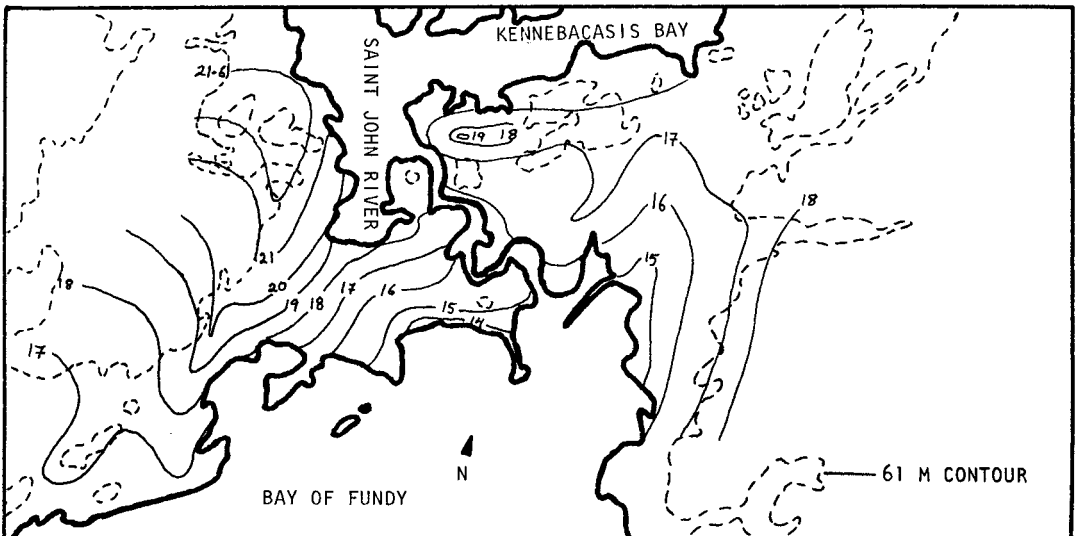 KENNEBACASIS BAY
SAINT JOHN RIVER
21.6
19 18
17
18
16
15
21
20
19 18 17 16
15
14
18
17
N
BAY OF FUNDY
61 M CONTOUR